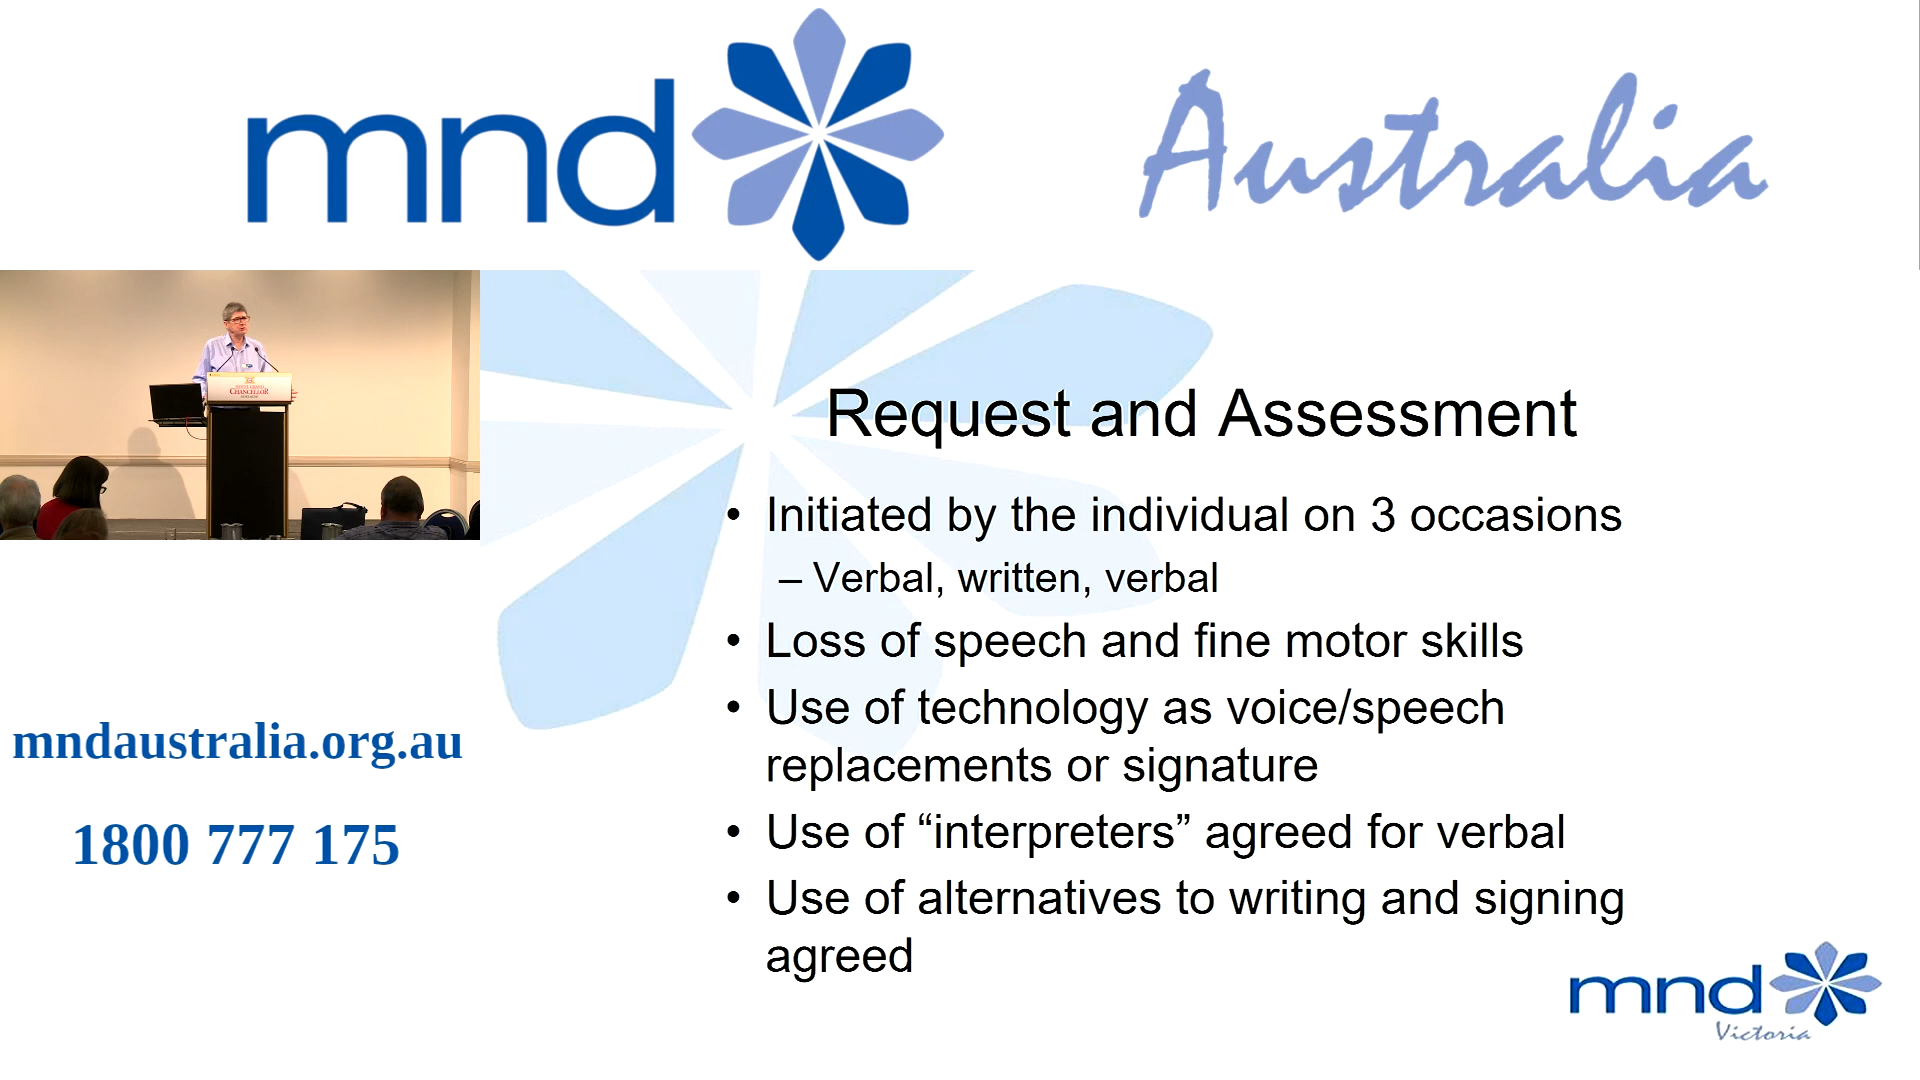 mnd Australia
CHANCELLOR
mndaustralia.org.au
1800 777 175
Request and Assessment
• Initiated by the individual on 3 occasions
– Verbal, written, verbal
• Loss of speech and fine motor skills
• Use of technology as voice/speech
replacements or signature
• Use of “interpreters” agreed for verbal
• Use of alternatives to writing and signing
agreed
mnd
Victoria